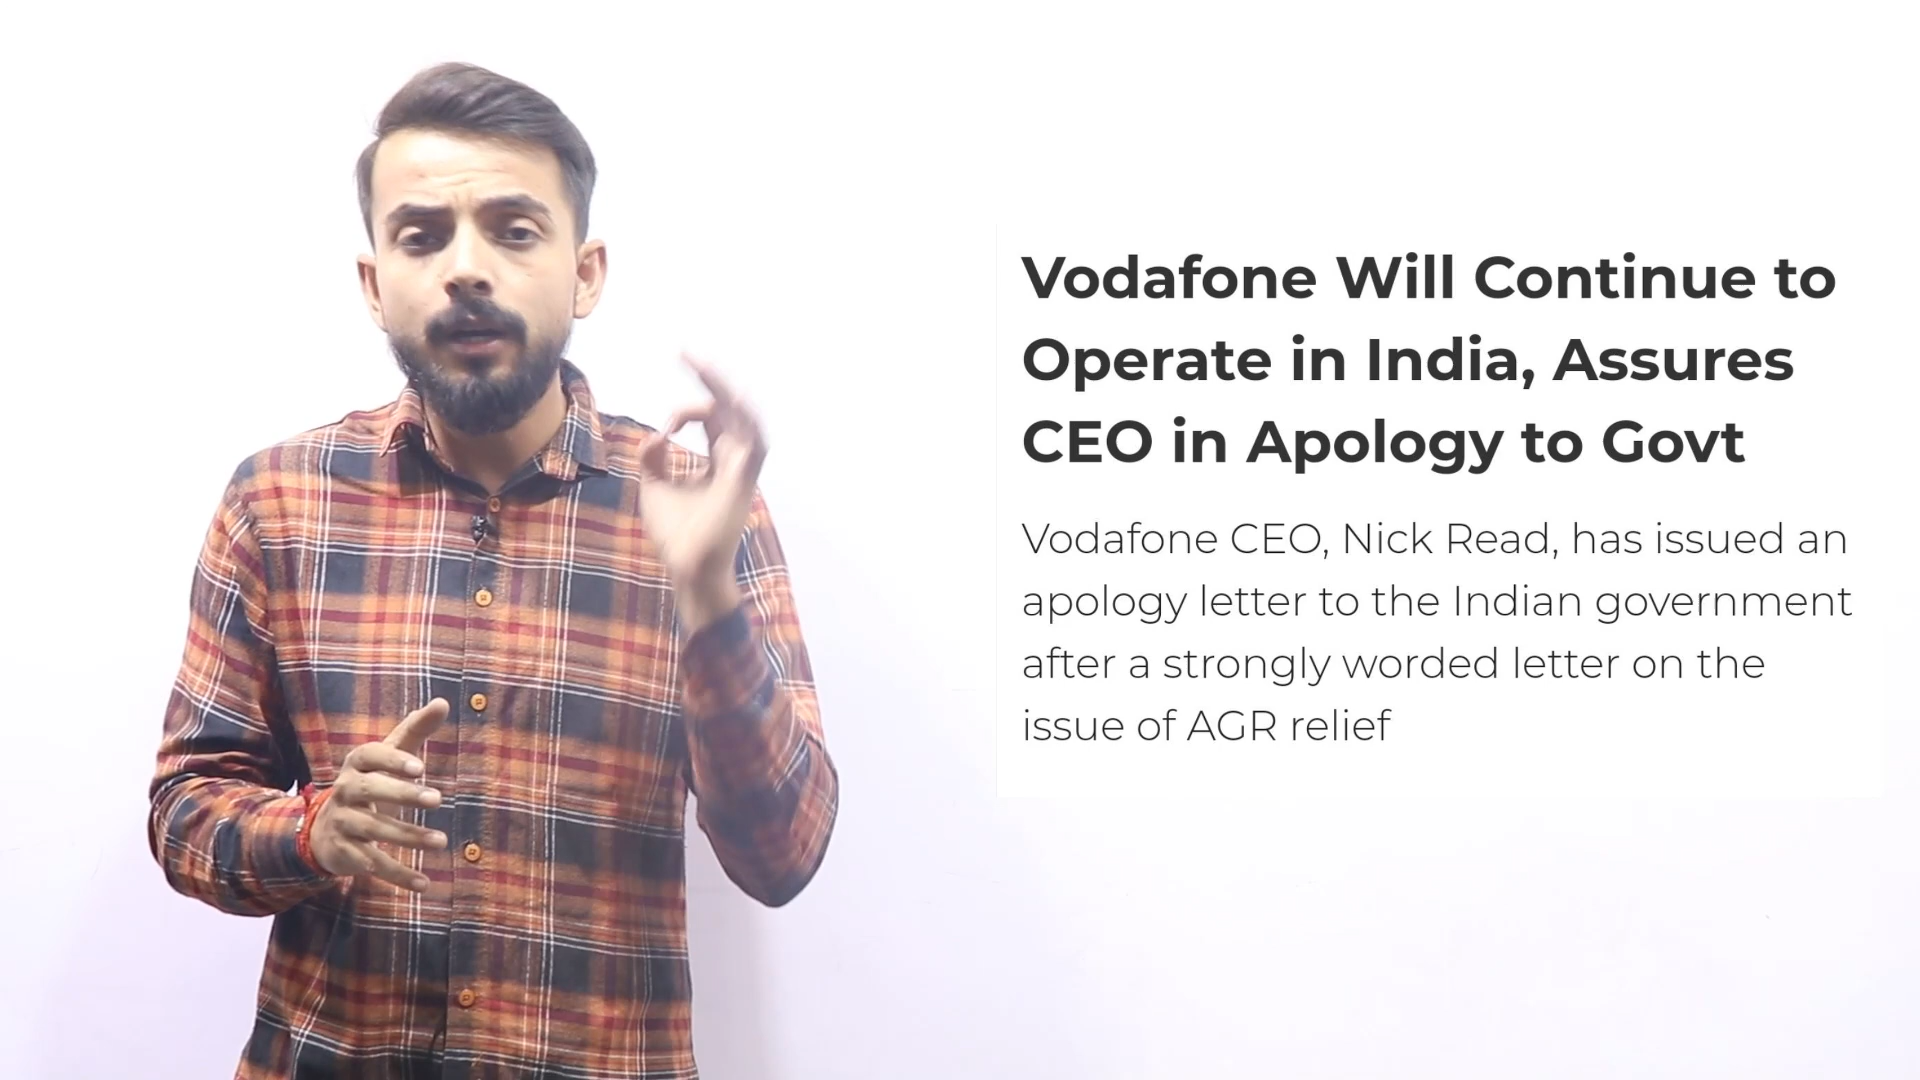 Vodafone Will Continue to
Operate in India, Assures
CEO in Apology to Govt
Vodafone CEO, Nick Read, has issued an
apology letter to the Indian government
after a strongly worded letter on the
issue of AGR relief